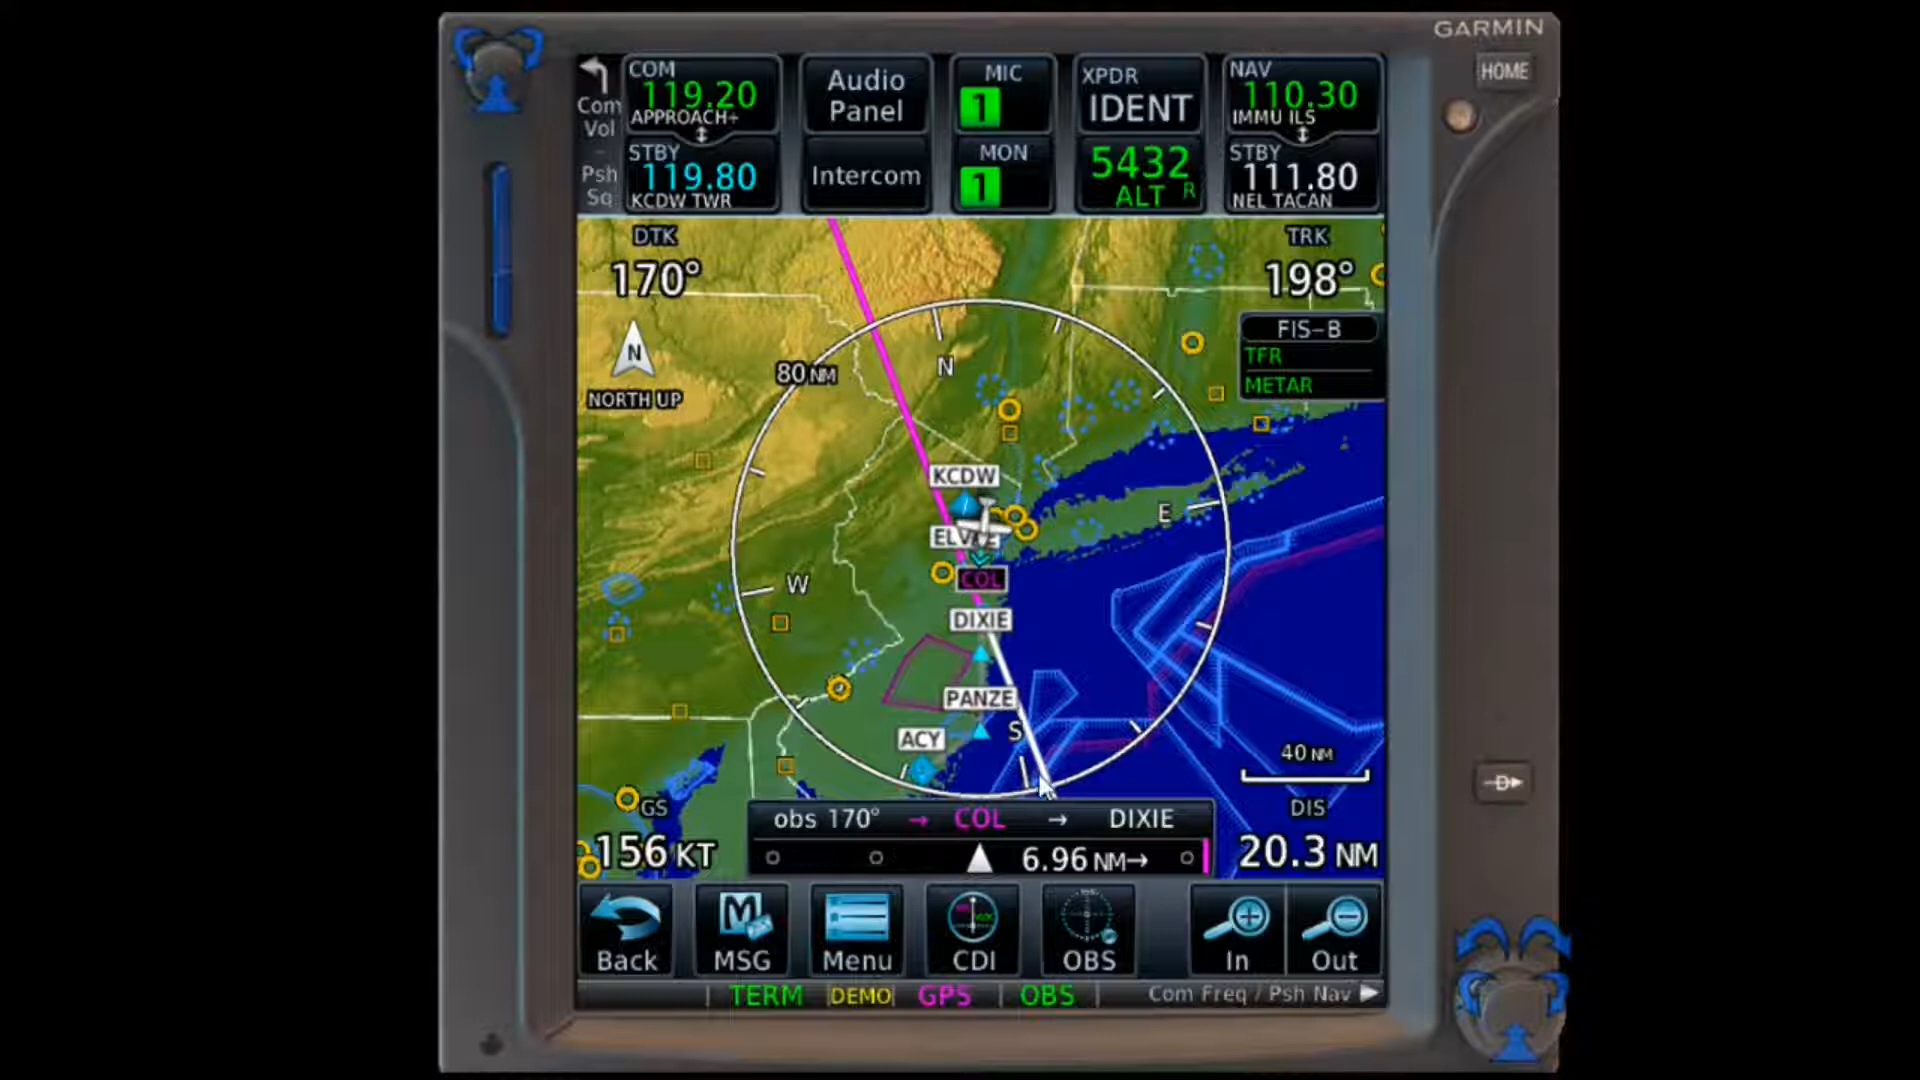 GARMIN
HOME
Com
Vol
Psh
Sq
COM
119.20
APPROACH+
STBY
119.80
KCDW TWR
Audio
Panel
Intercom
MIC
1
MON
1
XPDR
IDENT
5432
ALT R
NAV
110.30
IMMU ILS
STBY
111.80
NEL TACAN
DTK
170°
TRK
198°
N
NORTH UP
FIS-B
TFR
METAR
80 NM
N
KCDW
E
COL
W
DIXIE
PANZE
S
ACY
40 NM
GS
156 KT
DIS
20.3 NM
obs 170° → COL → DIXIE
6.96 NM→
D
Back
MSG
Menu
CDI
OBS
In
Out
TERM
DEMO
GPS
OBS
Com Freq / Psh Nav